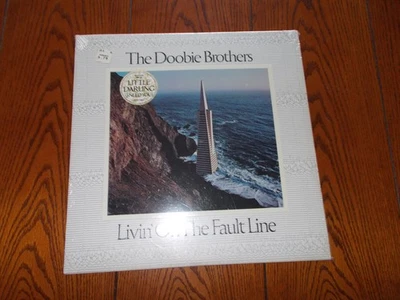 The Doobie Brothers
LITTLE
DARLING
Livin' On The Fault Line